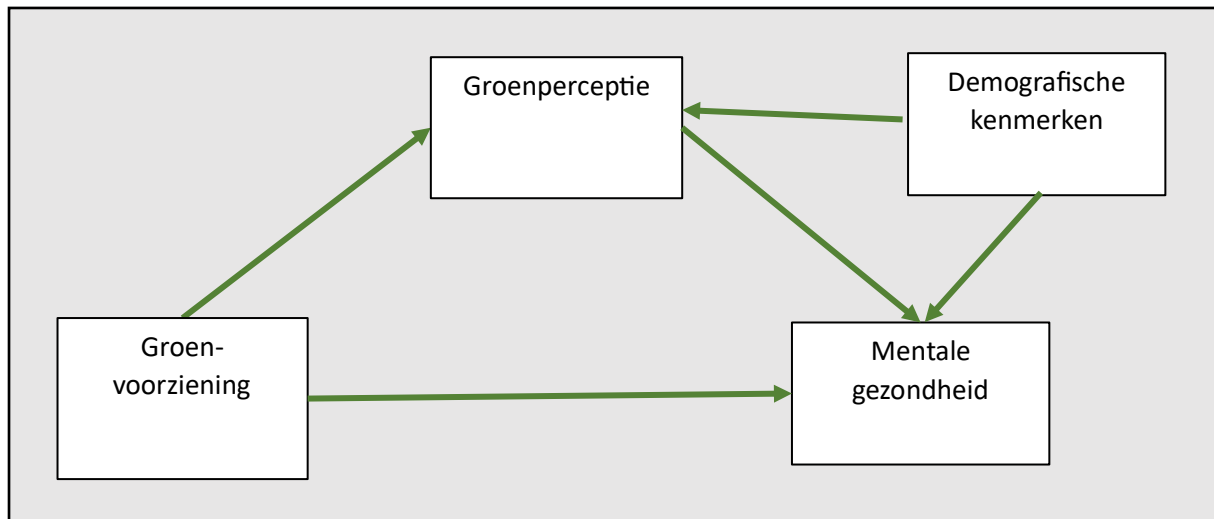 Groenperceptie
Demografische
kenmerken
Groen-
voorziening
Mentale
gezondheid